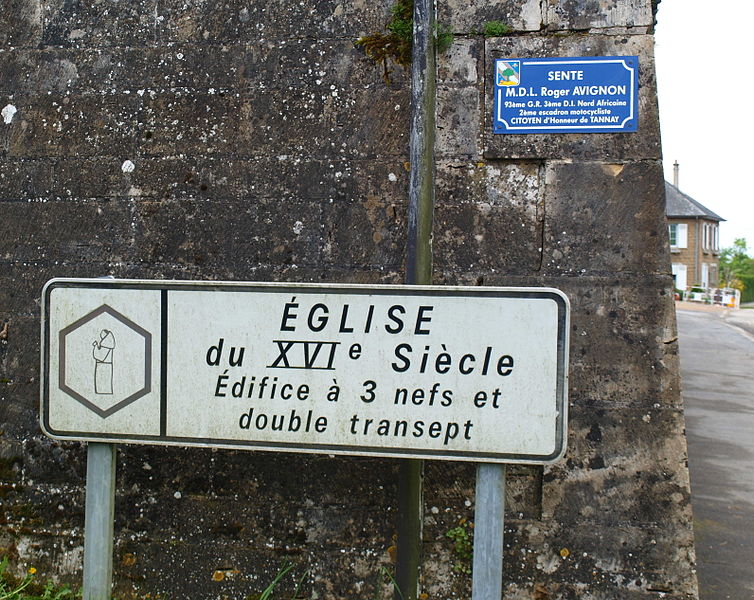 SENTE
M.D.L. Roger AVIGNON
93ème G.R. 3ème D.I. Nord Africaine
2ème escadron motocycliste
CITOYEN d'Honneur de TANNAY
ÉGLISE
du XVIe Siècle
Édifice à 3 nefs et
double transept